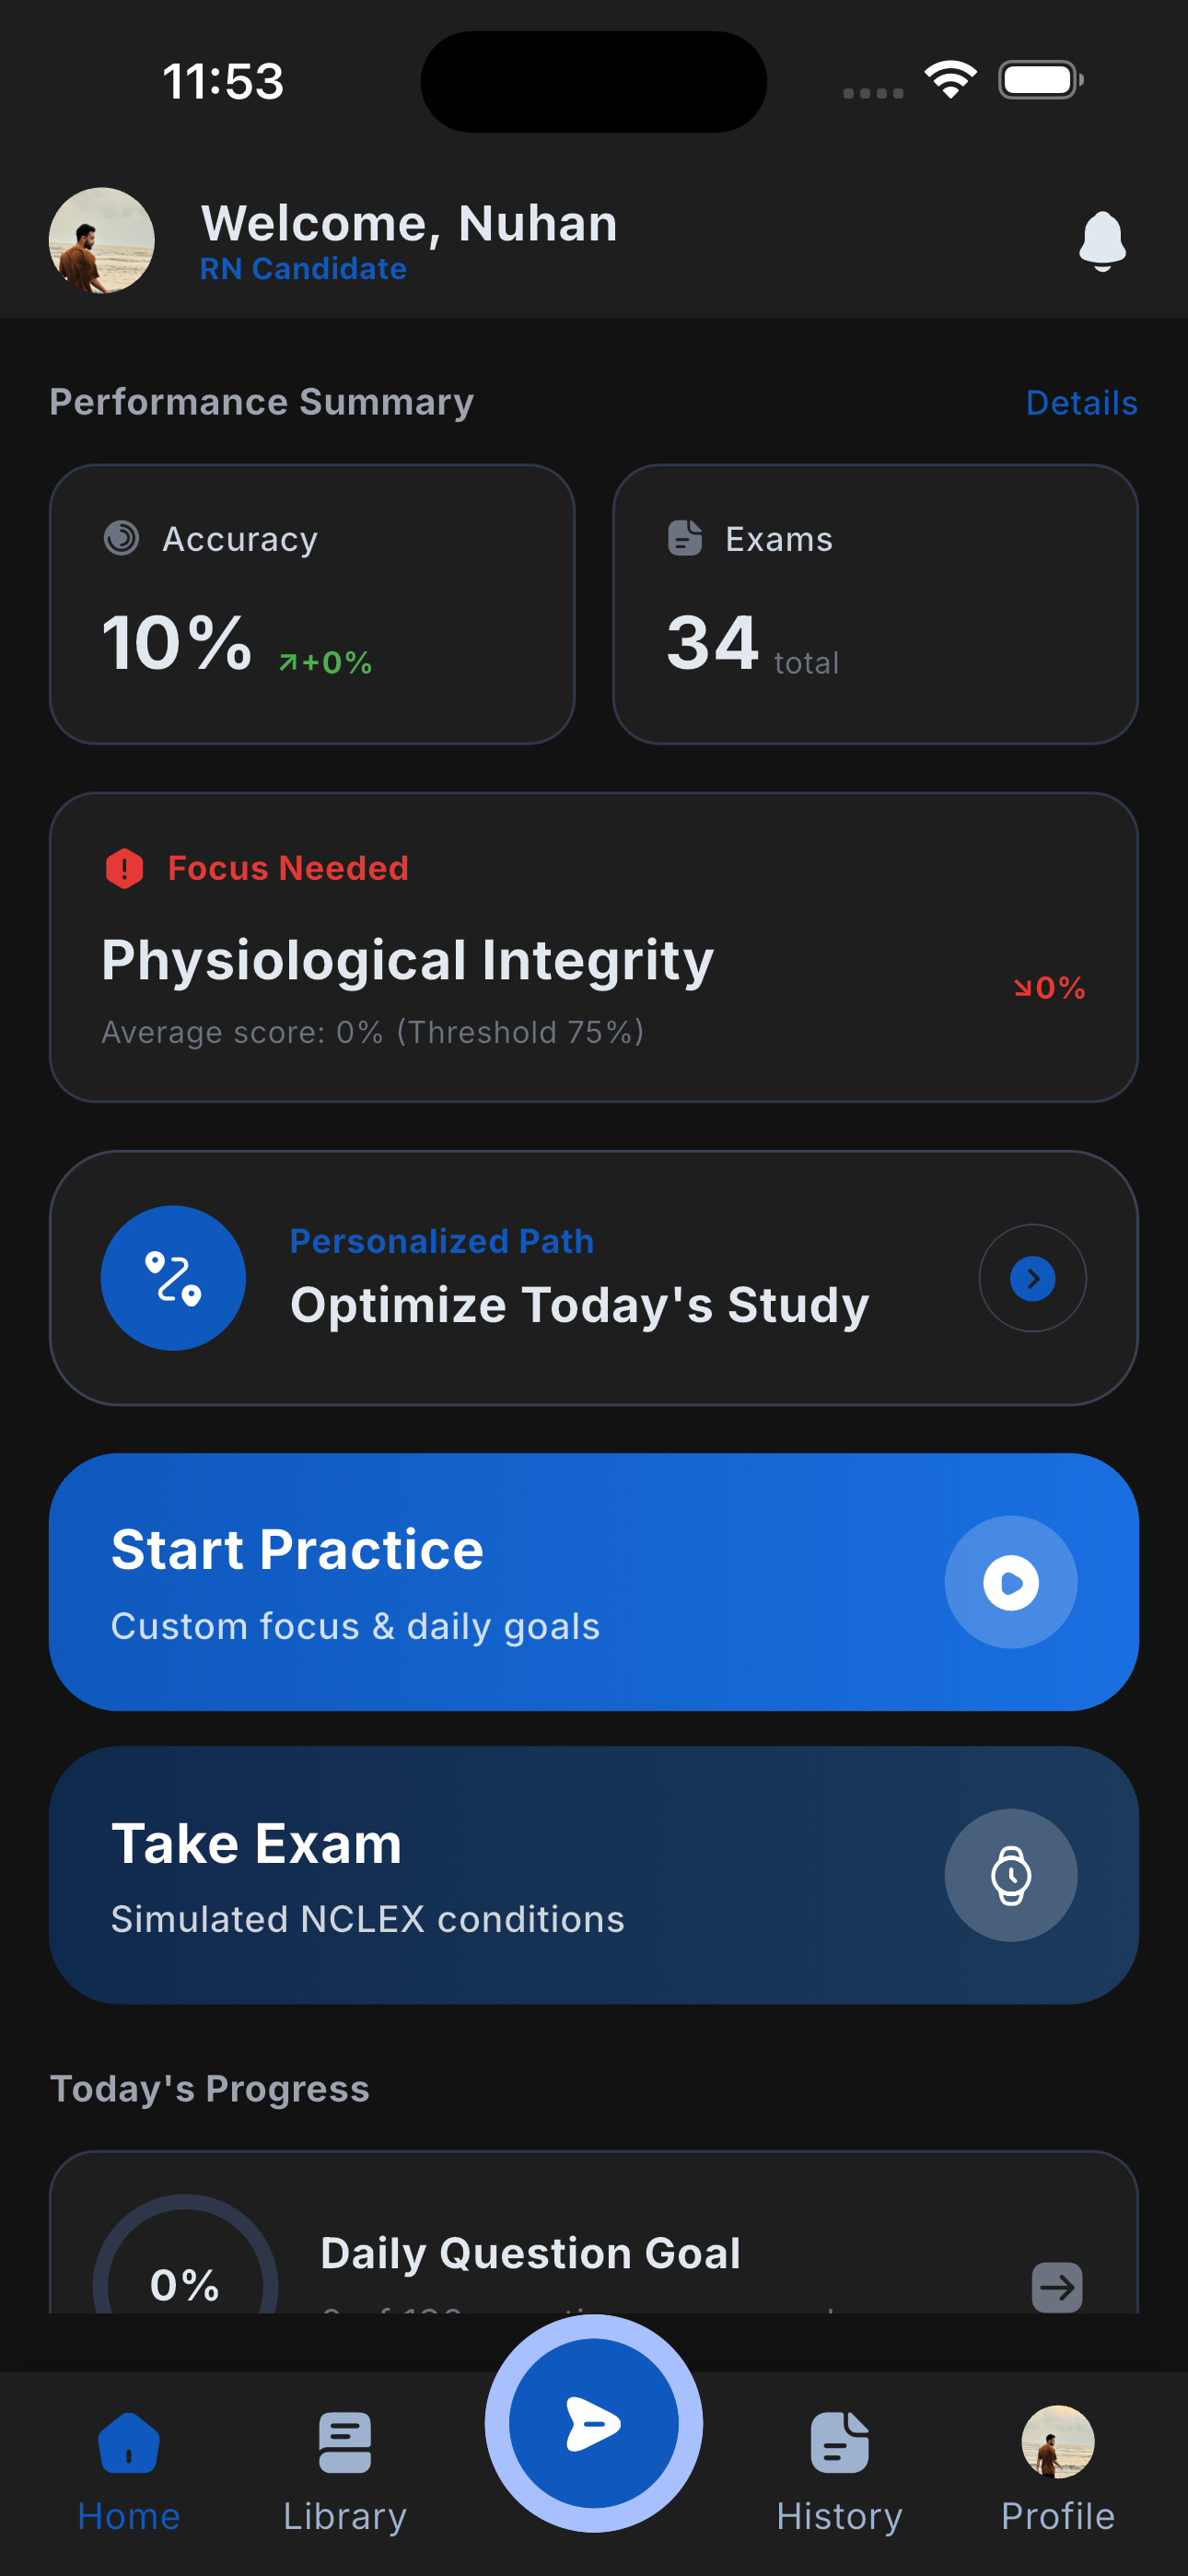 11:53
Welcome, Nuhan
RN Candidate
Performance Summary
Details
Accuracy
10% +0%
Exams
34 total
Focus Needed
Physiological Integrity
0%
Average score: 0% (Threshold 75%)
Personalized Path
Optimize Today's Study
Start Practice
Custom focus & daily goals
Take Exam
Simulated NCLEX conditions
Today's Progress
Daily Question Goal
0%
Home
Library
History
Profile